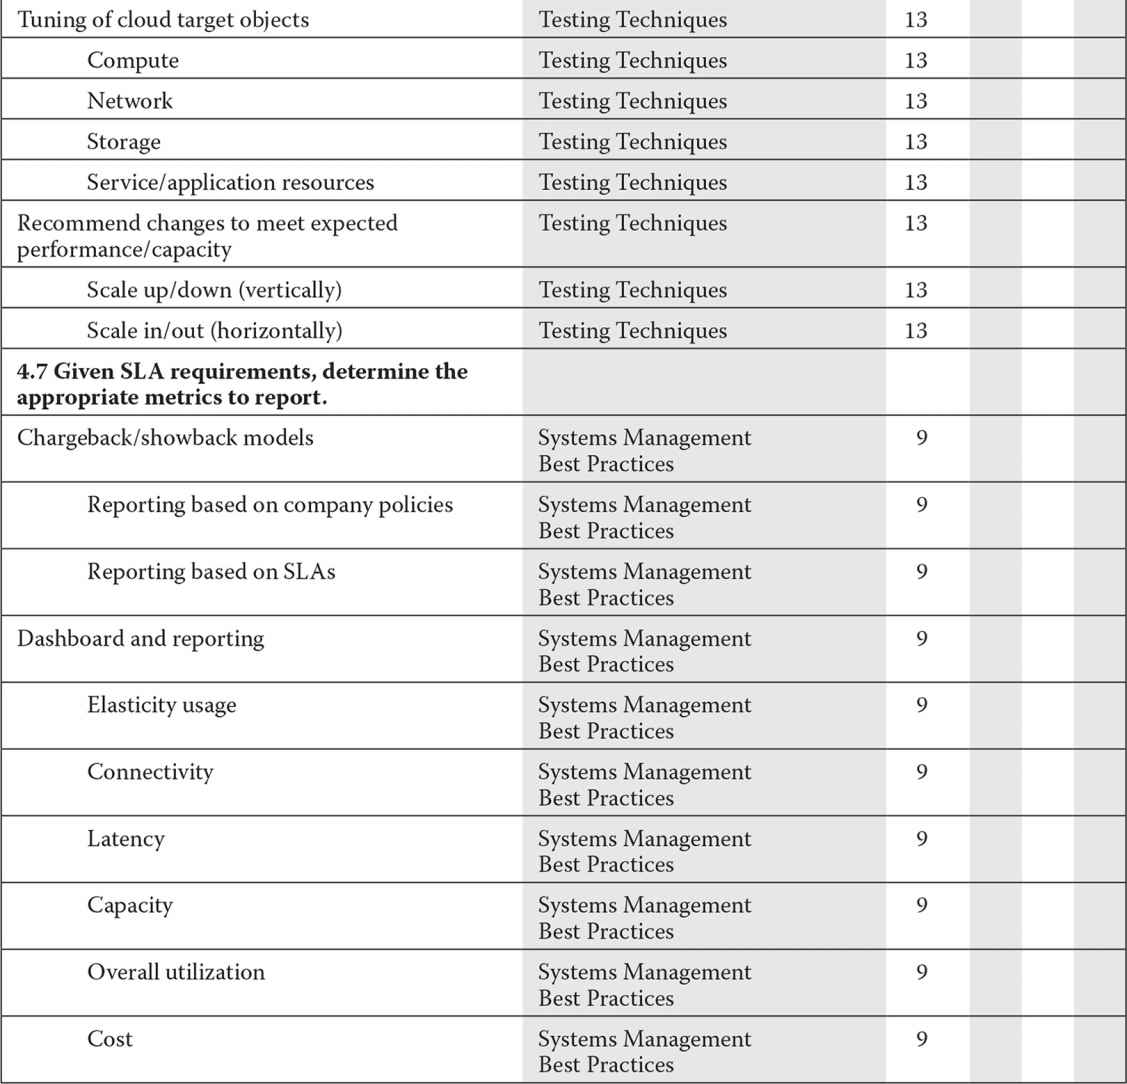 Tuning of cloud target objects Testing Techniques 13
Compute Testing Techniques 13
Network Testing Techniques 13
Storage Testing Techniques 13
Service/application resources Testing Techniques 13
Recommend changes to meet expected Testing Techniques 13
performance/capacity
Scale up/down (vertically) Testing Techniques 13
Scale in/out (horizontally) Testing Techniques 13
4.7 Given SLA requirements, determine the
appropriate metrics to report.
Chargeback/showback models Systems Management 9
Best Practices
Reporting based on company policies Systems Management 9
Best Practices
Reporting based on SLAs Systems Management 9
Best Practices
Dashboard and reporting Systems Management 9
Best Practices
Elasticity usage Systems Management 9
Best Practices
Connectivity Systems Management 9
Best Practices
Latency Systems Management 9
Best Practices
Capacity Systems Management 9
Best Practices
Overall utilization Systems Management 9
Best Practices
Cost Systems Management 9
Best Practices